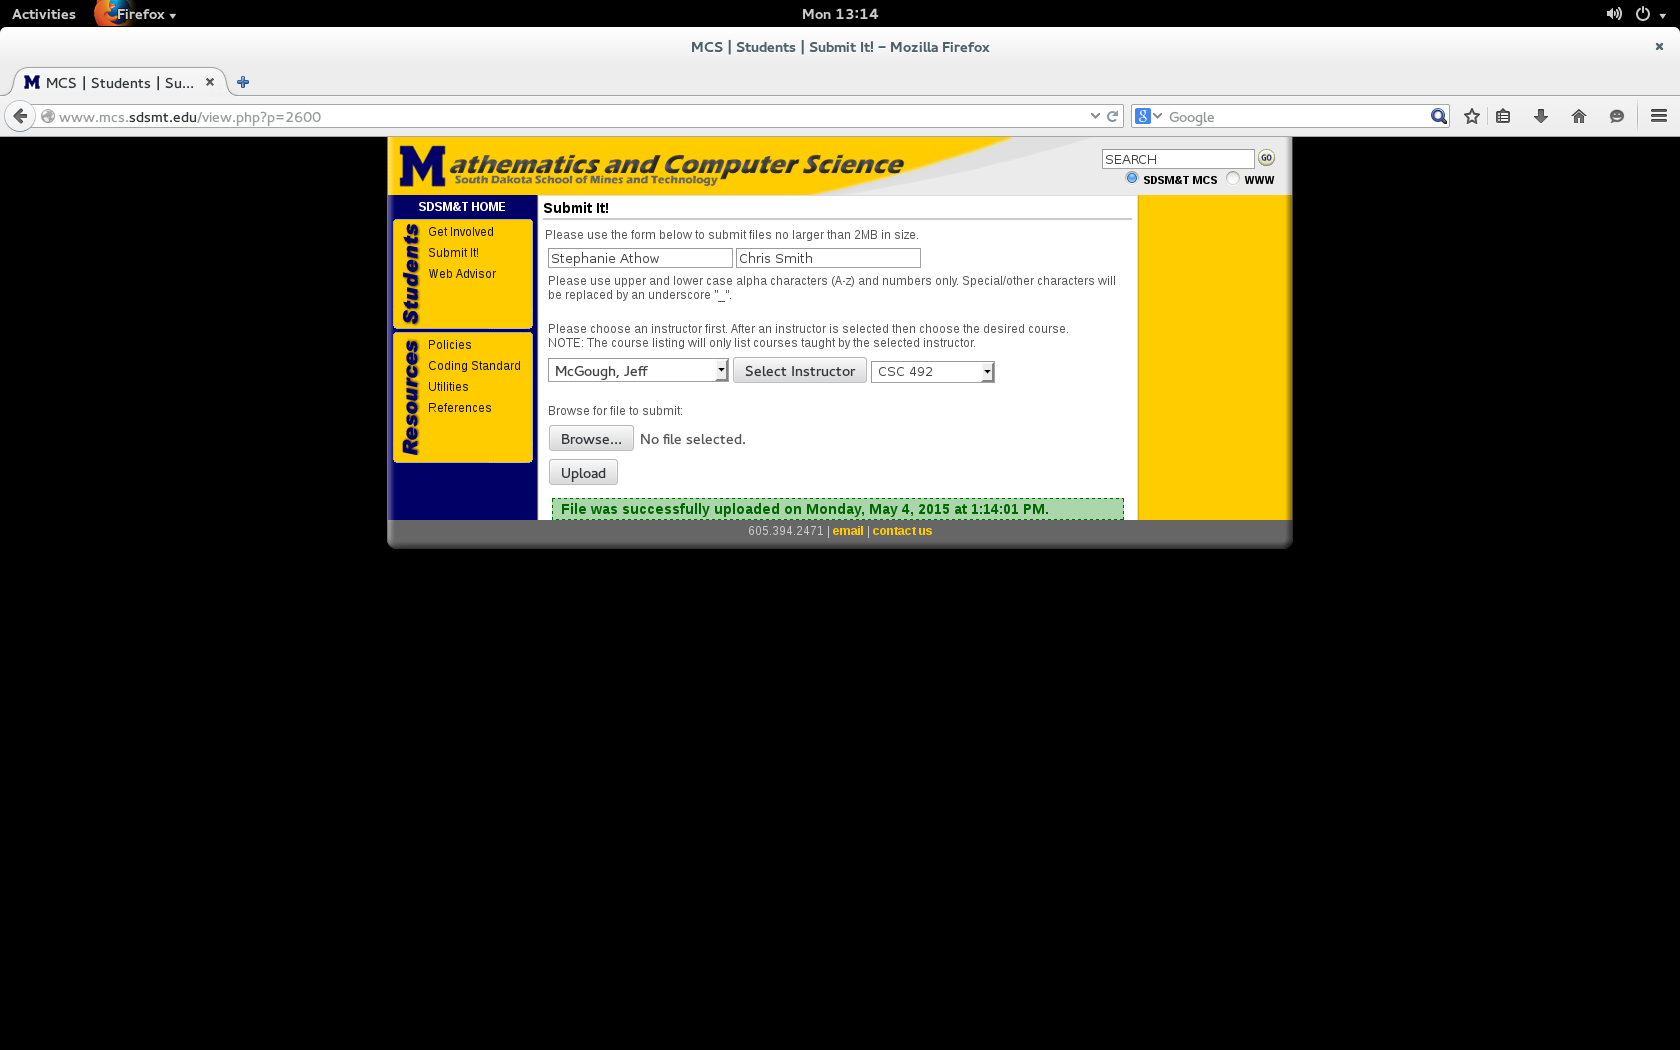 Activities Firefox Mon 13:14
MCS | Students | Submit It! – Mozilla Firefox
MCS | Students | Su...
www.mcs.sdsmt.edu/view.php?p=2600 Google
Mathematics and Computer Science
South Dakota School of Mines and Technology
SEARCH GO
SDSM&T MCS WWW
SDSM&T HOME
Students
Get Involved
Submit It!
Web Advisor
Resources
Policies
Coding Standard
Utilities
References
Submit It!
Please use the form below to submit files no larger than 2MB in size.
Stephanie Athow Chris Smith
Please use upper and lower case alpha characters (A-z) and numbers only. Special/other characters will
be replaced by an underscore "_".
Please choose an instructor first. After an instructor is selected then choose the desired course.
NOTE: The course listing will only list courses taught by the selected instructor.
McGough, Jeff Select Instructor CSC 492
Browse for file to submit:
Browse... No file selected.
Upload
File was successfully uploaded on Monday, May 4, 2015 at 1:14:01 PM.
605.394.2471 | email | contact us